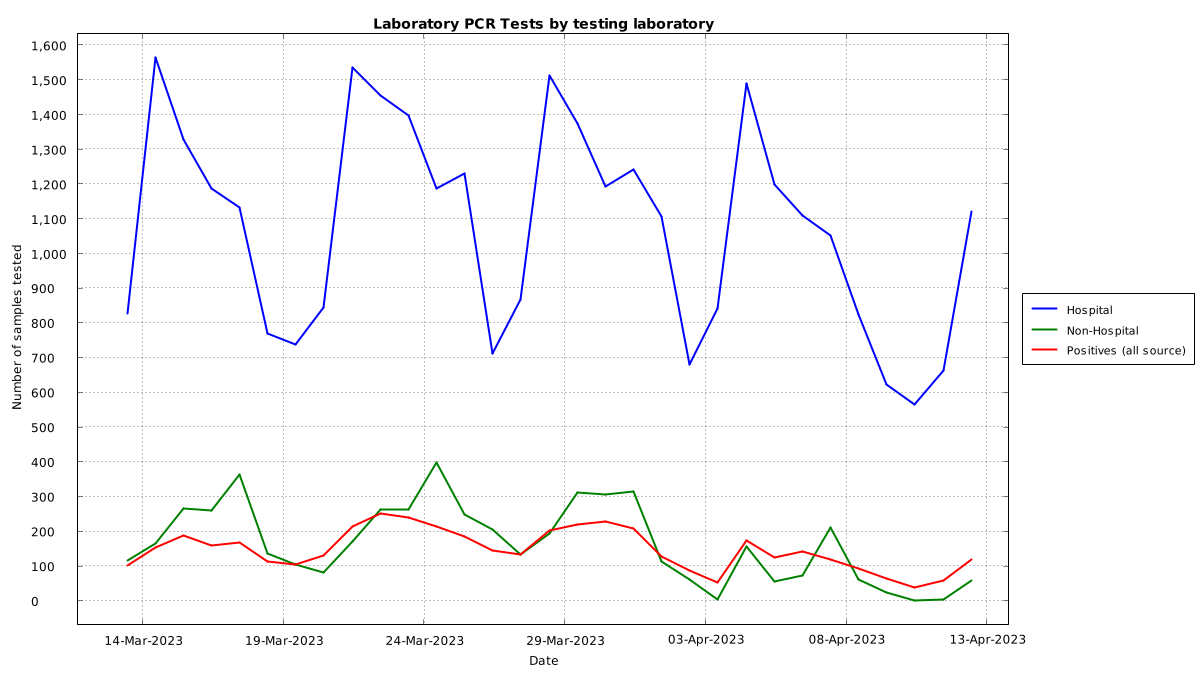 Laboratory PCR Tests by testing laboratory
1,600
1,500
1,400
1,300
1,200
1,100
1,000
900
800
700
600
500
400
300
200
100
0
Number of samples tested
14-Mar-2023
19-Mar-2023
24-Mar-2023
29-Mar-2023
03-Apr-2023
08-Apr-2023
13-Apr-2023
Date
Hospital
Non-Hospital
Positives (all source)